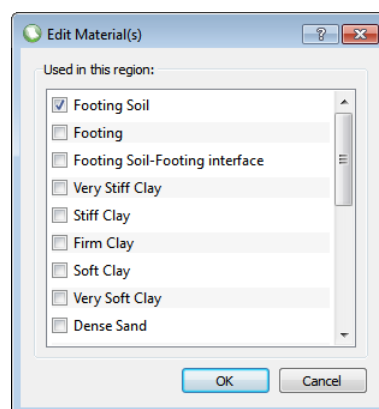 Edit Material(s)
Used in this region:
Footing Soil
Footing
Footing Soil-Footing interface
Very Stiff Clay
Stiff Clay
Firm Clay
Soft Clay
Very Soft Clay
Dense Sand
OK Cancel